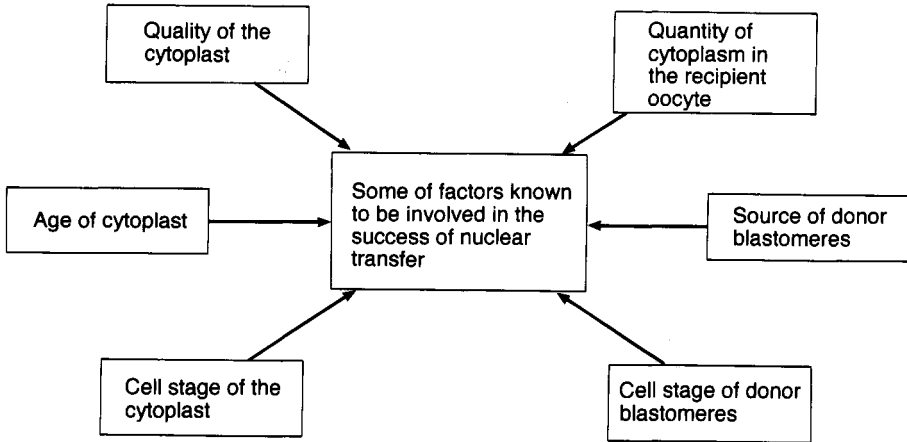 Quality of the
cytoplast
Quantity of
cytoplasm in
the recipient
oocyte
Some of factors known
to be involved in the
success of nuclear
transfer
Age of cytoplast
Source of donor
blastomeres
Cell stage of the
cytoplast
Cell stage of donor
blastomeres